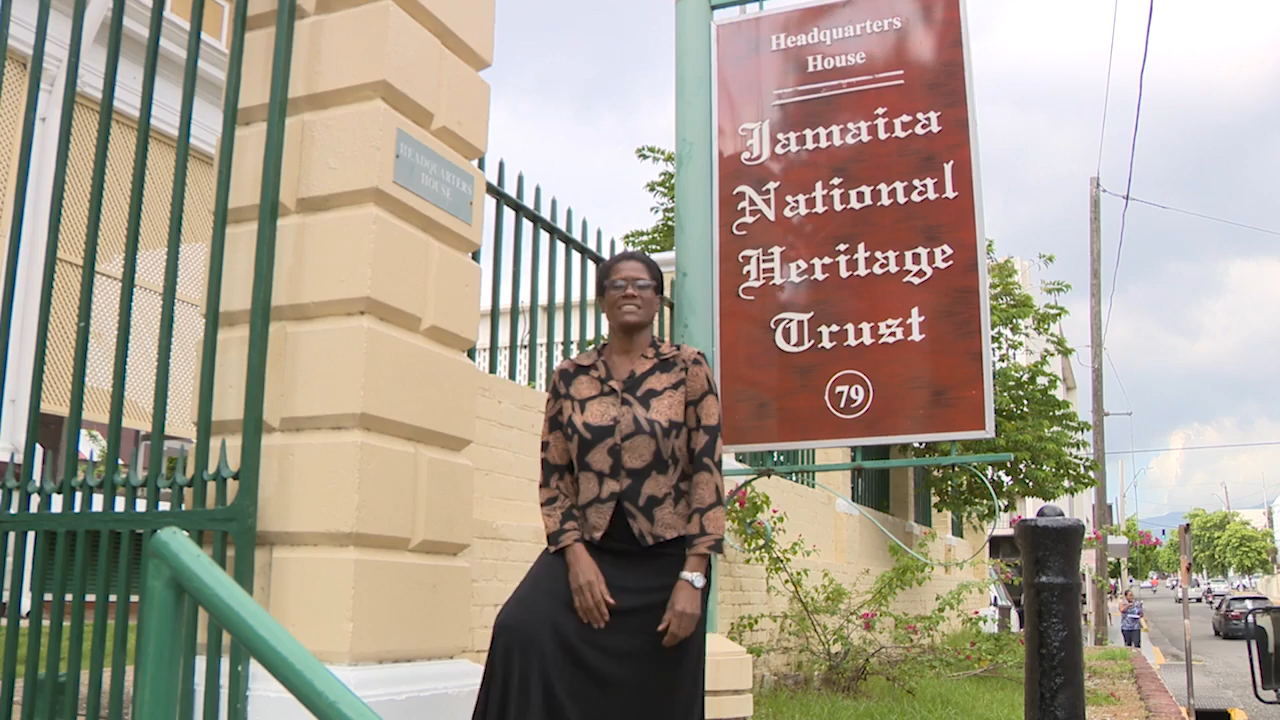 HEADQUARTERS
HOUSE
Headquarters
House
Jamaica
National
Heritage
Trust
79